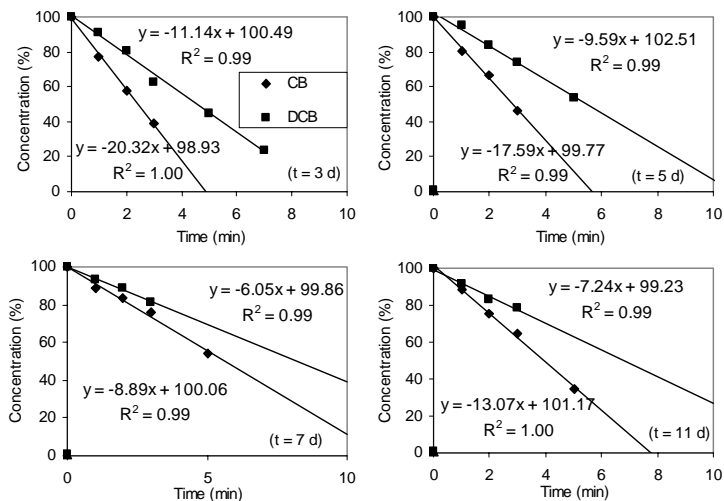 y = -11.14x + 100.49
R² = 0.99
CB
DCB
y = -20.32x + 98.93
R² = 1.00
(t = 3 d)
Concentration (%)
100
80
60
40
20
0
0 2 4 6 8 10
Time (min)
y = -9.59x + 102.51
R² = 0.99
y = -17.59x + 99.77
R² = 0.99
(t = 5 d)
Concentration (%)
100
80
60
40
20
0
0 2 4 6 8 10
Time (min)
y = -6.05x + 99.86
R² = 0.99
y = -8.89x + 100.06
R² = 0.99
(t = 7 d)
Concentration (%)
100
80
60
40
20
0
0 5 10
Time (min)
y = -7.24x + 99.23
R² = 0.99
y = -13.07x + 101.17
R² = 1.00
(t = 11 d)
Concentration (%)
100
80
60
40
20
0
0 2 4 6 8 10
Time (min)